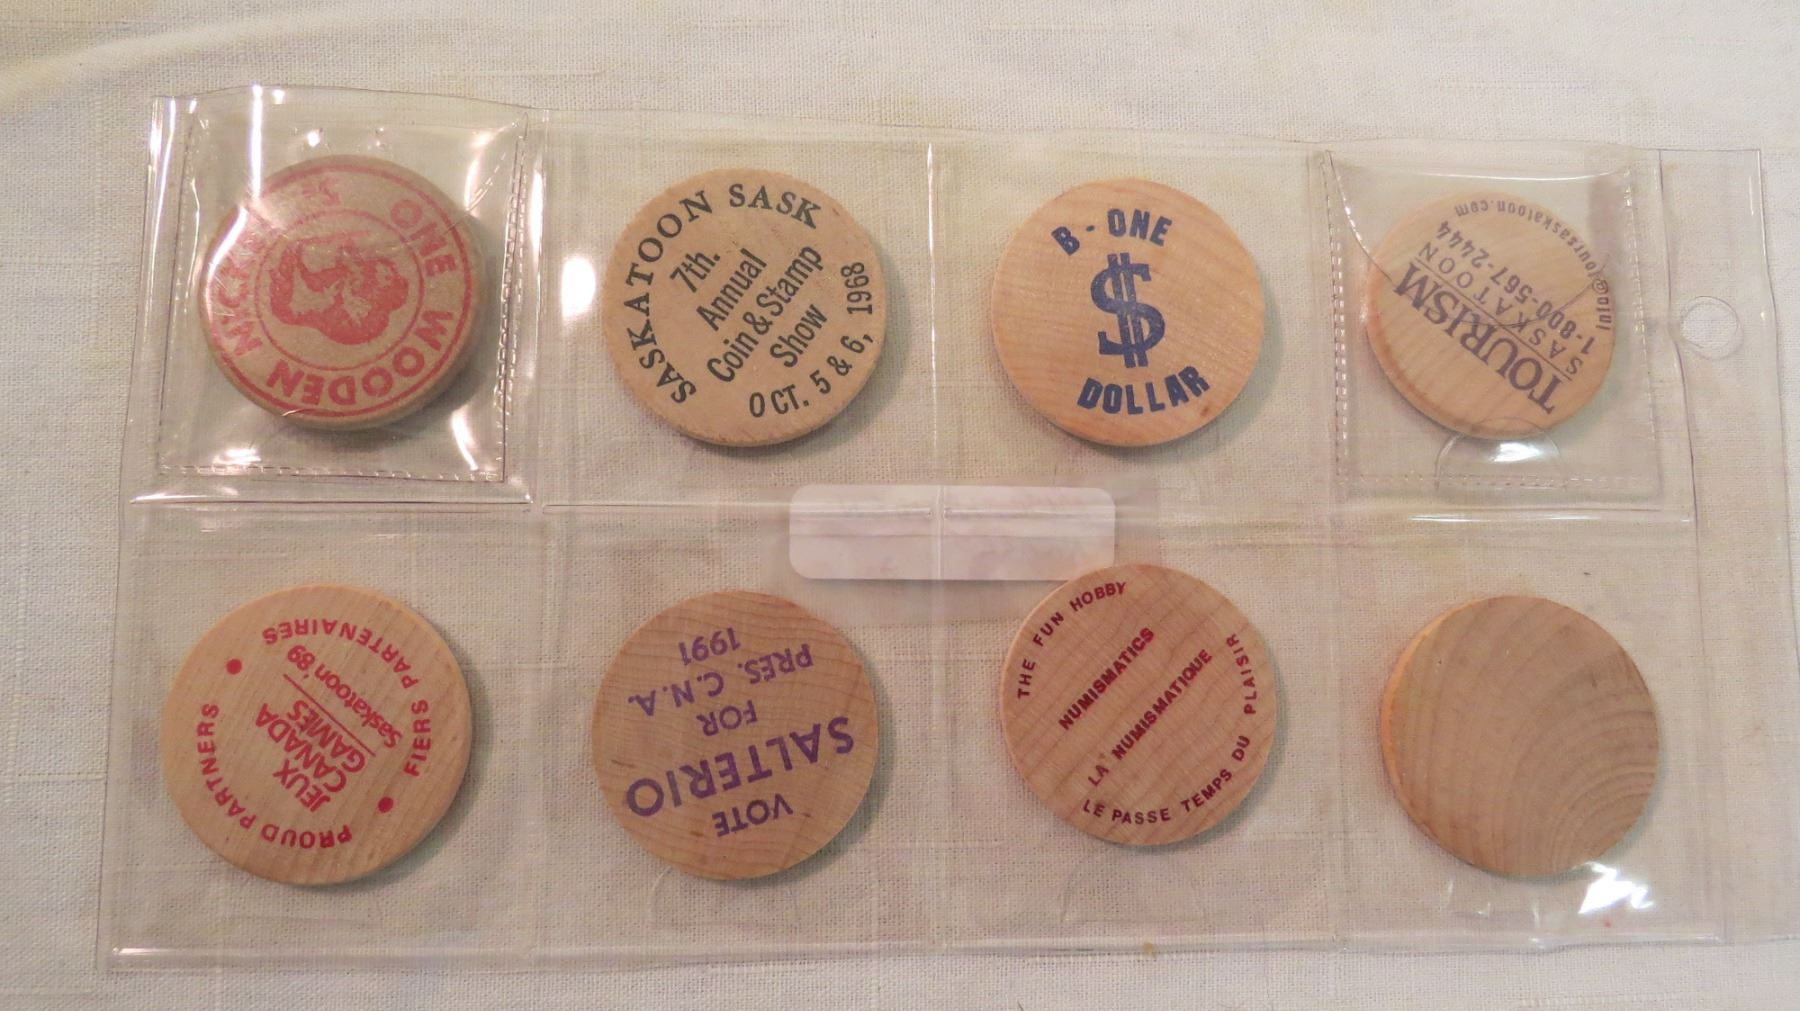 ONE WOODEN NICKEL
SASKATOON SASK
7th.
Annual
Coin & Stamp
Show
OCT. 5 & 6, 1968
B - ONE
$
DOLLAR
TOURISM
SASKATOON
1-800-567-2444
info@tourismsaskatoon.com
PROUD PARTNERS
JEUX
CANADA
GAMES
Saskatoon '89
FIERS PARTENAIRES
VOTE
SALTERIO
FOR
PRES. C.N.A.
1991
THE FUN HOBBY
NUMISMATICS
LA NUMISMATIQUE
LE PASSE TEMPS DU PLAISIR